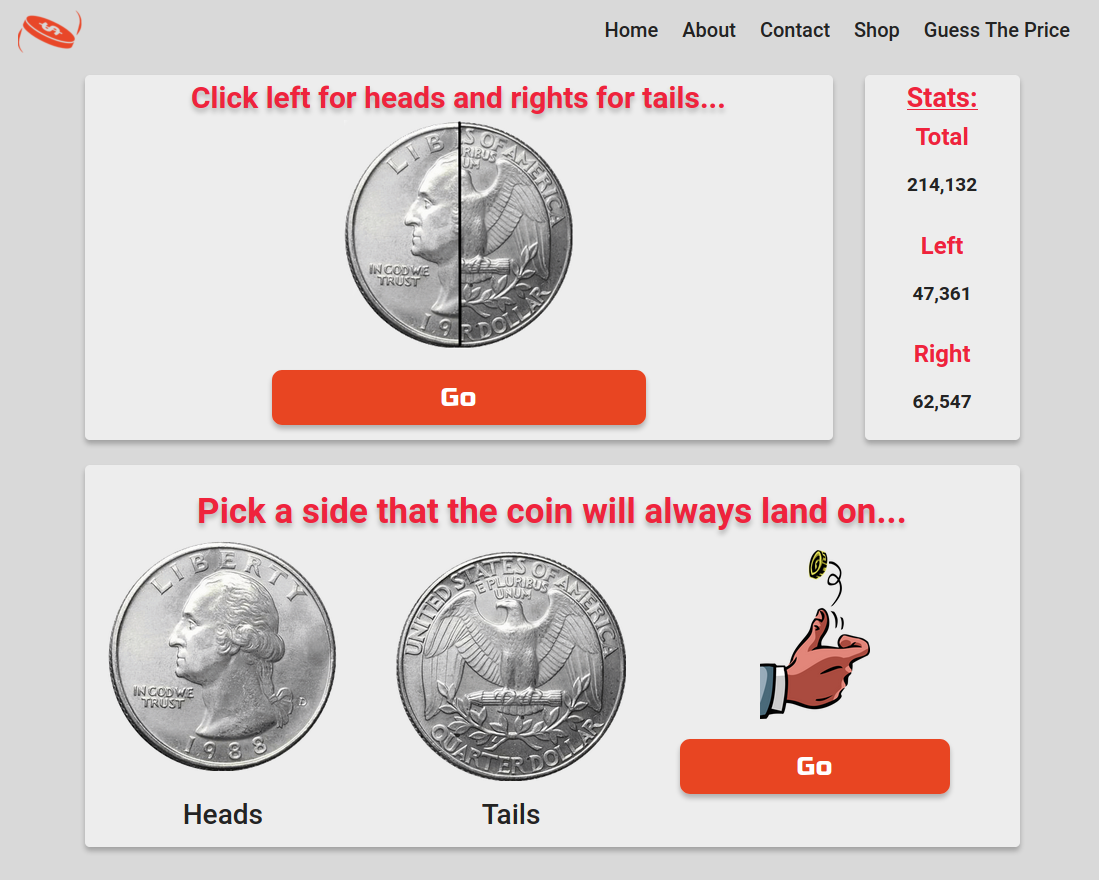 Home About Contact Shop Guess The Price
Click left for heads and rights for tails...
LIB
S OF AMERICA
RIBUS
UM
IN GOD WE
TRUST
19
R DOLLAR
Go
Stats:
Total
214,132
Left
47,361
Right
62,547
Pick a side that the coin will always land on...
LIBERTY
IN GOD WE
TRUST
D
1988
Heads
UNITED STATES OF AMERICA
E PLURIBUS
UNUM
QUARTER DOLLAR
Tails
Go